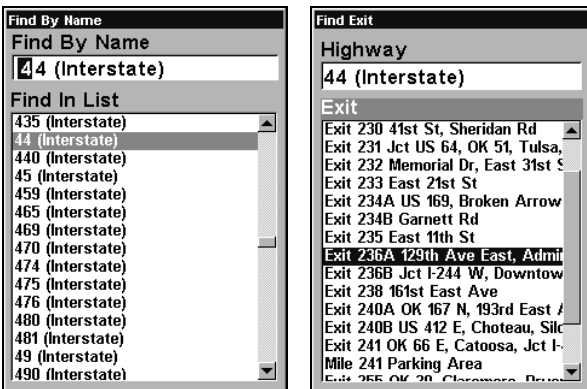 Find By Name
Find By Name
44 (Interstate)
Find In List
435 (Interstate)
44 (Interstate)
440 (Interstate)
45 (Interstate)
459 (Interstate)
465 (Interstate)
469 (Interstate)
470 (Interstate)
474 (Interstate)
475 (Interstate)
476 (Interstate)
480 (Interstate)
481 (Interstate)
49 (Interstate)
490 (Interstate)
Find Exit
Highway
44 (Interstate)
Exit
Exit 230 41st St, Sheridan Rd
Exit 231 Jct US 64, OK 51, Tulsa,
Exit 232 Memorial Dr, East 31st S
Exit 233 East 21st St
Exit 234A US 169, Broken Arrow
Exit 234B Garnett Rd
Exit 235 East 11th St
Exit 236A 129th Ave East, Admin
Exit 236B Jct I-244 W, Downtow
Exit 238 161st East Ave
Exit 240A OK 167 N, 193rd East A
Exit 240B US 412 E, Choteau, Silo
Exit 241 OK 66 E, Catoosa, Jct I-
Mile 241 Parking Area
Exit 255 OK 20, Claremore,